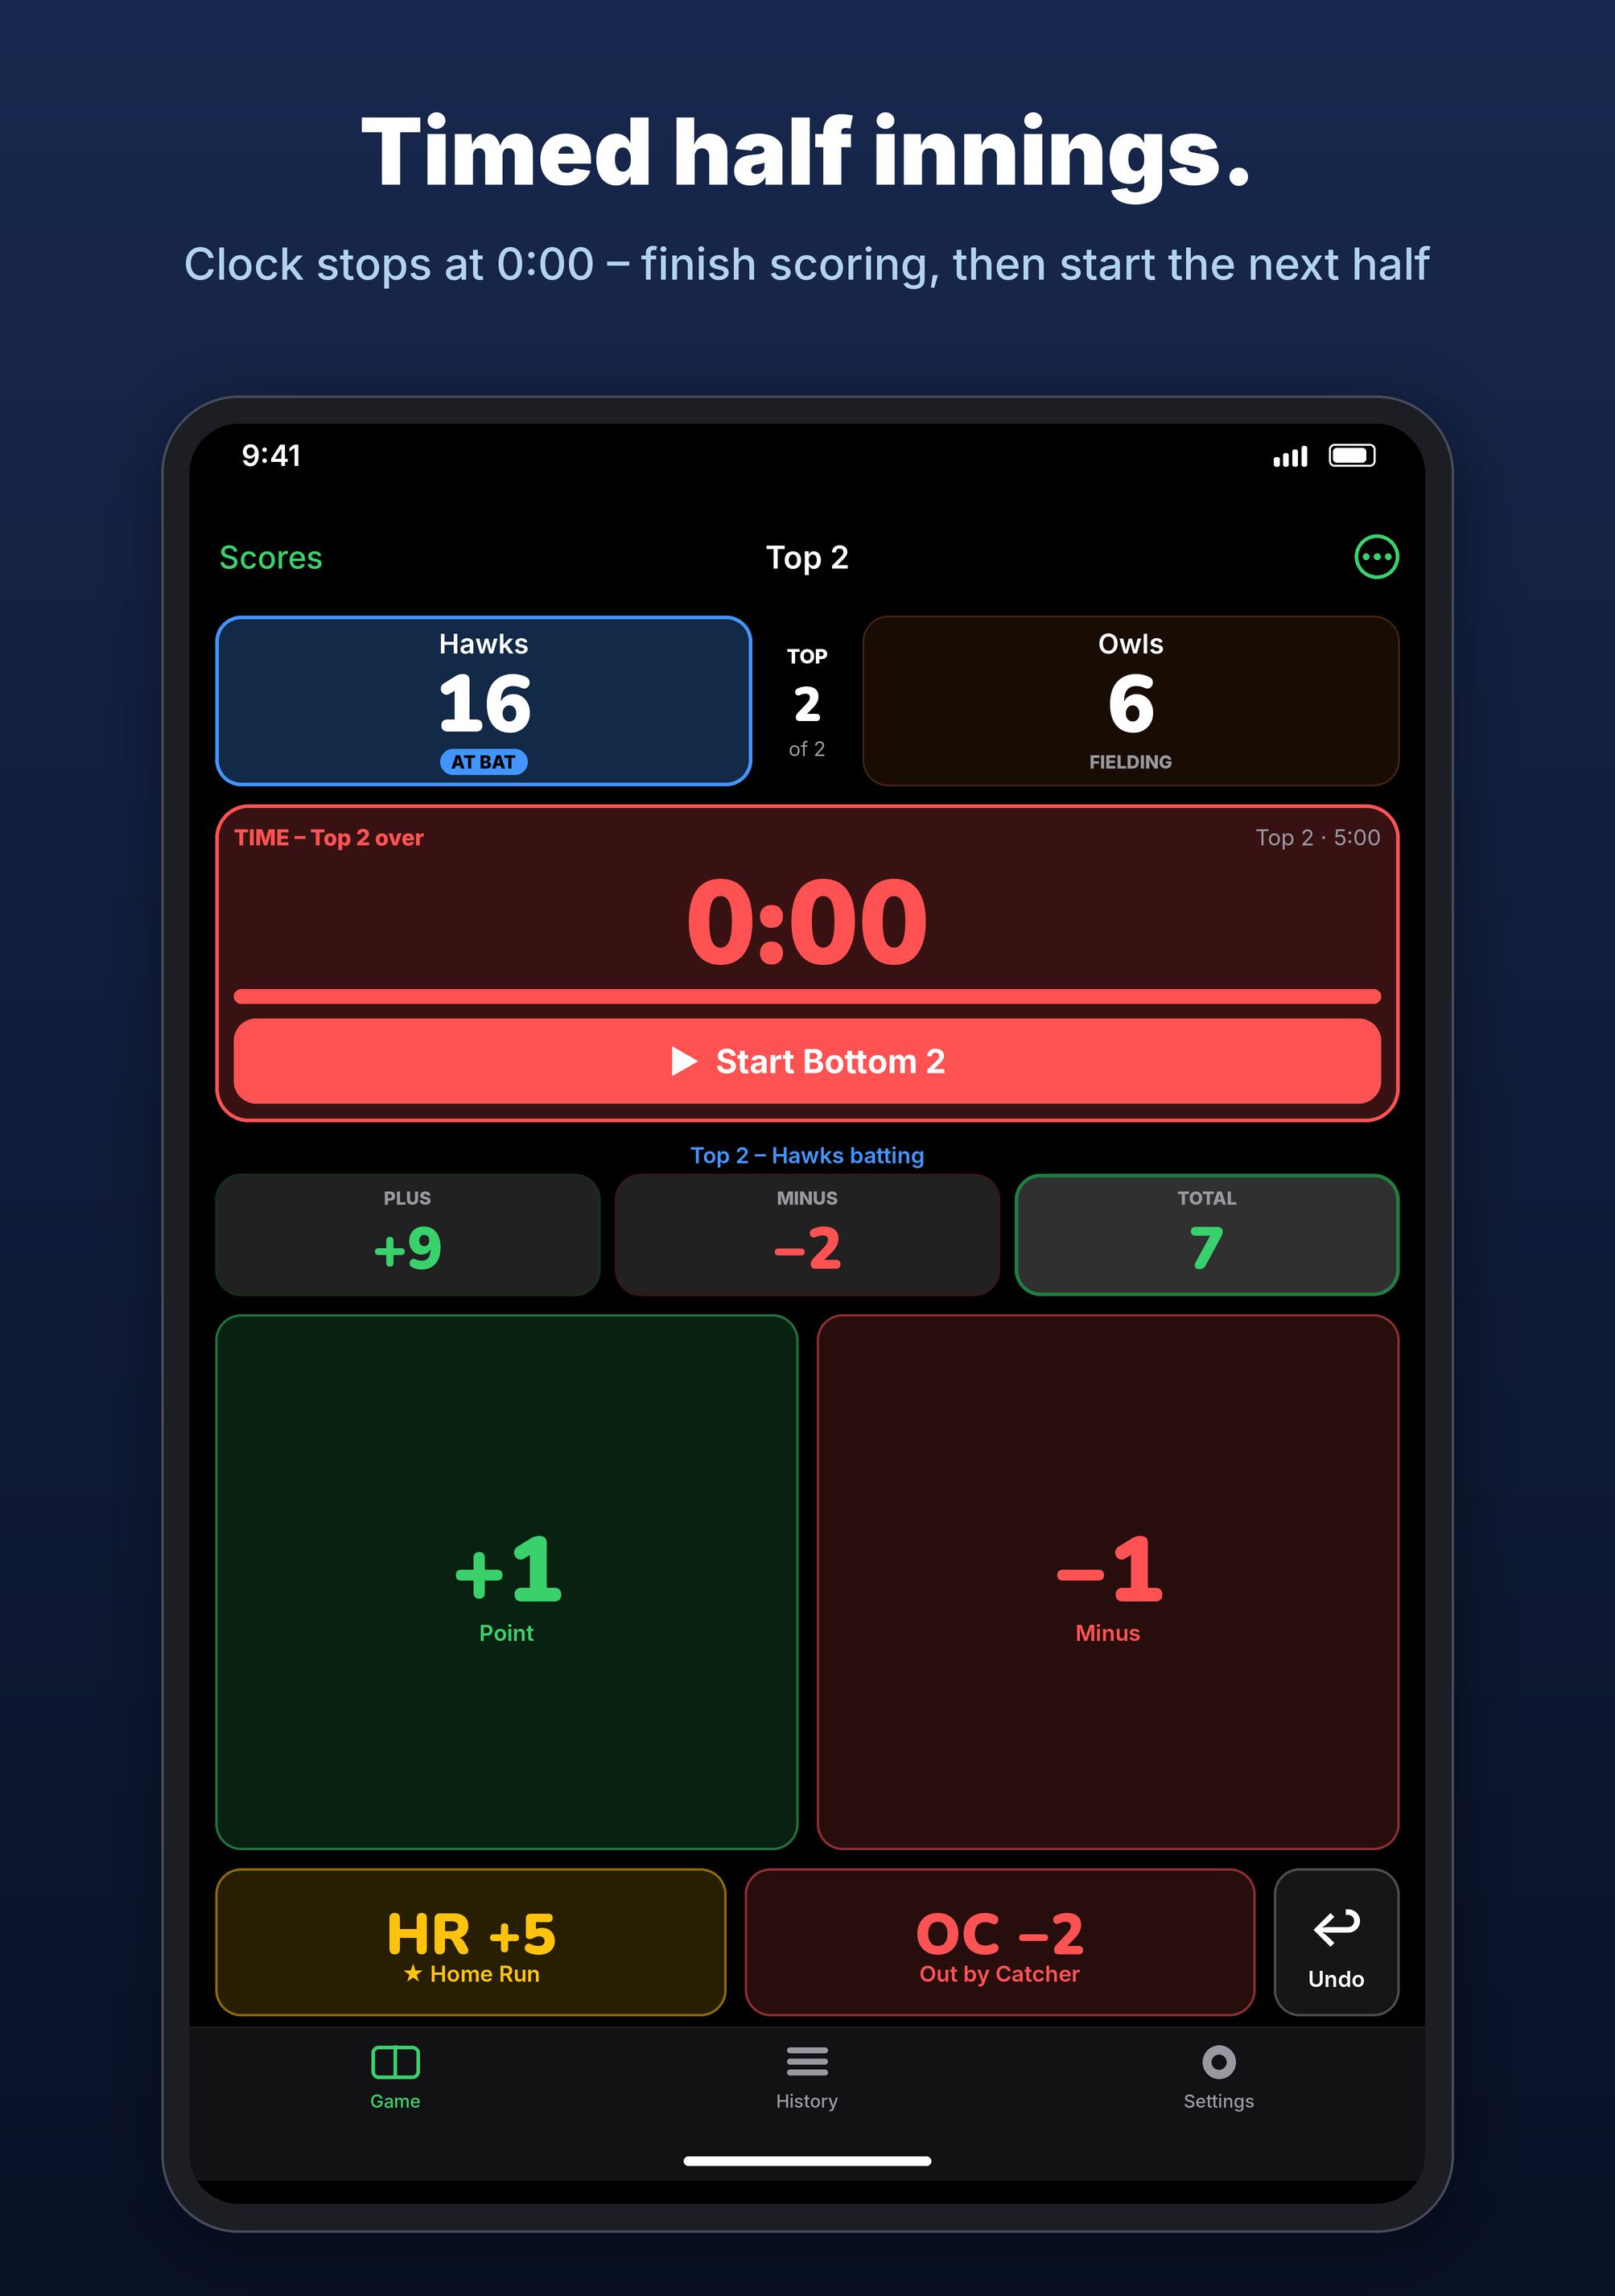 Timed half innings.
Clock stops at 0:00 – finish scoring, then start the next half
9:41
Scores
Top 2
Hawks
16
AT BAT
TOP
2
of 2
Owls
6
FIELDING
TIME – Top 2 over
Top 2 · 5:00
0:00
Start Bottom 2
Top 2 – Hawks batting
PLUS
+9
MINUS
–2
TOTAL
7
+1
Point
–1
Minus
HR +5
★ Home Run
OC –2
Out by Catcher
Undo
Game
History
Settings